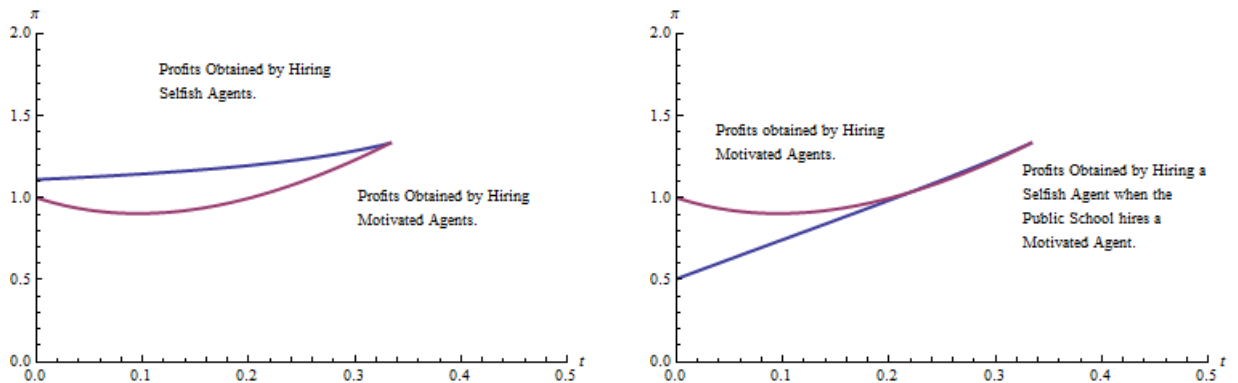 π
2.0
Profits Obtained by Hiring
Selfish Agents.
1.5
1.0
Profits Obtained by Hiring
Motivated Agents.
0.5
0.0
0.1
0.2
0.3
0.4
0.5
t
π
2.0
1.5
Profits obtained by Hiring
Motivated Agents.
Profits Obtained by Hiring a
Selfish Agent when the
Public School hires a
Motivated Agent.
1.0
0.5
0.0
0.0
0.1
0.2
0.3
0.4
0.5
t